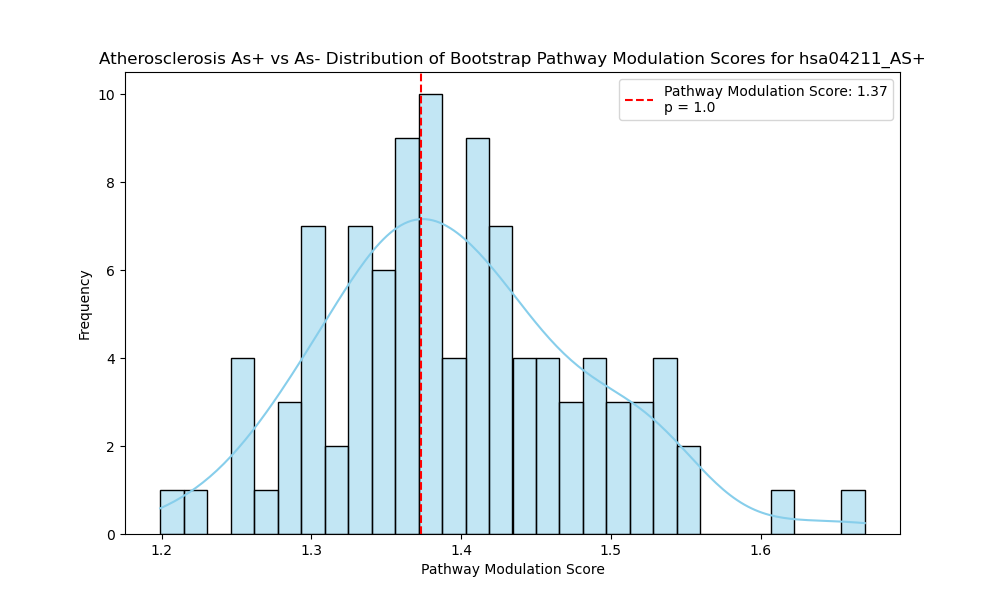 Atherosclerosis As+ vs As- Distribution of Bootstrap Pathway Modulation Scores for hsa04211_AS+
Pathway Modulation Score: 1.37
p = 1.0
10
8
6
4
2
0
Frequency
1.2 1.3 1.4 1.5 1.6
Pathway Modulation Score